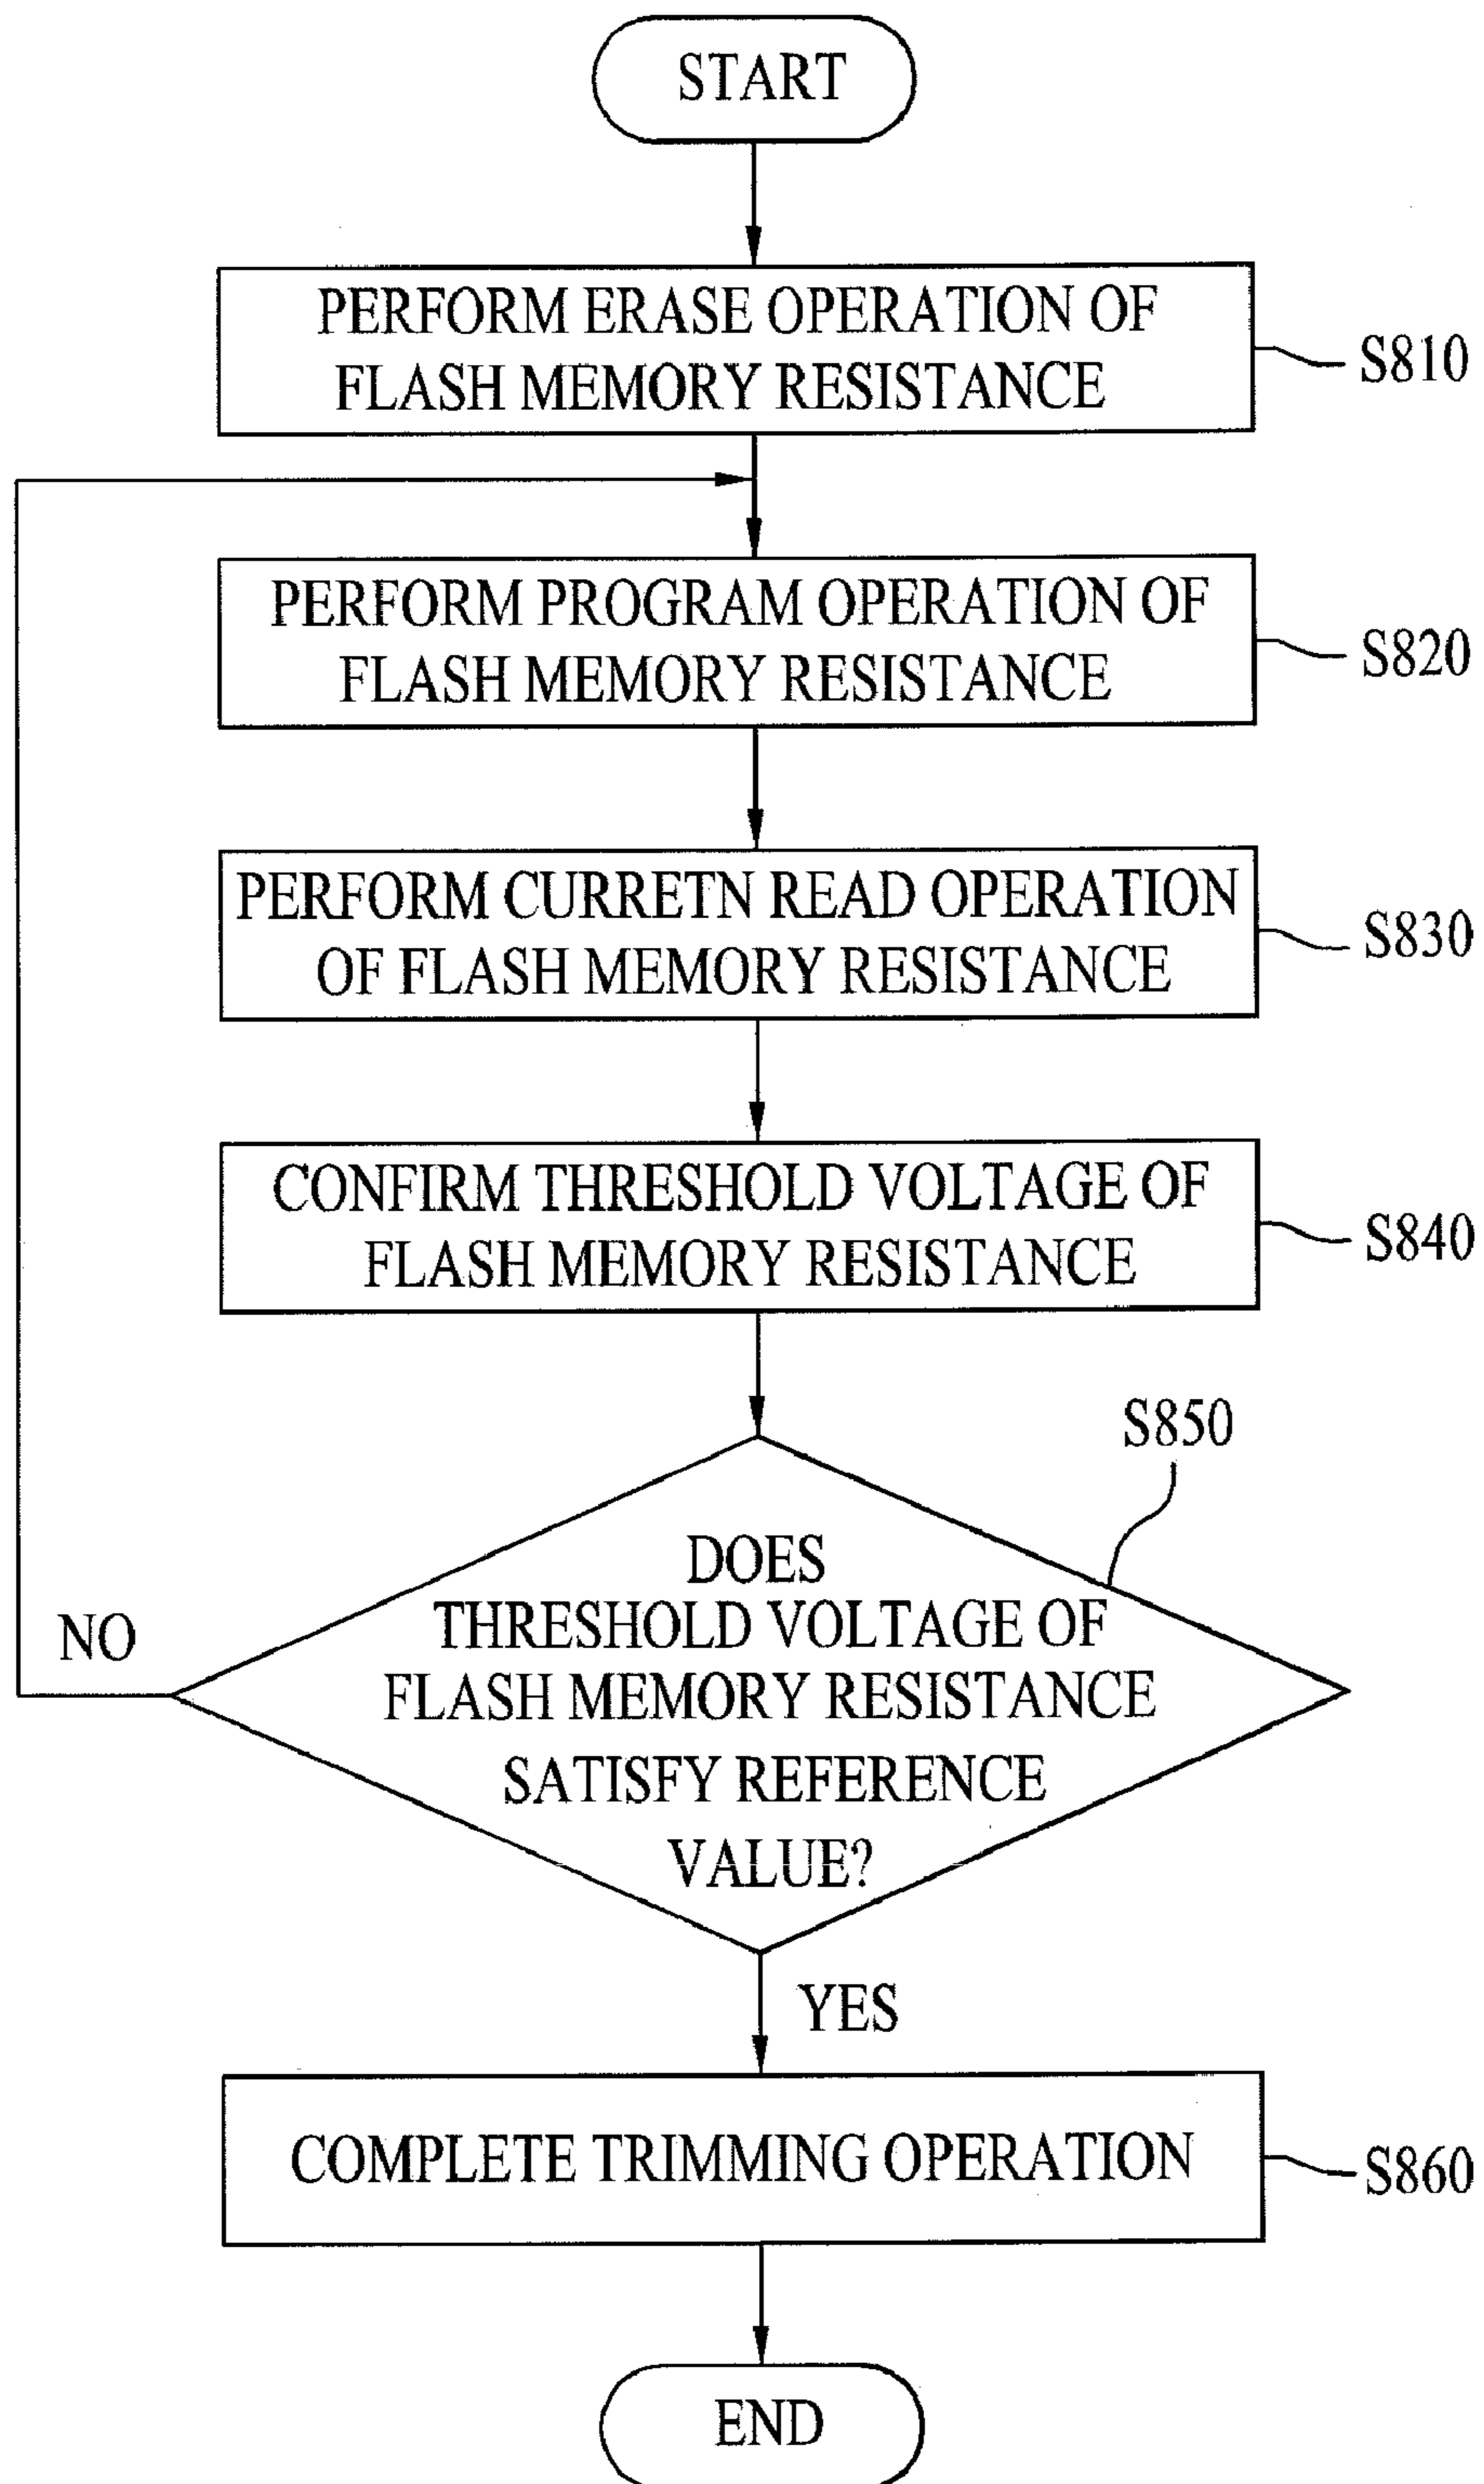 START
PERFORM ERASE OPERATION OF
FLASH MEMORY RESISTANCE
S810
PERFORM PROGRAM OPERATION OF
FLASH MEMORY RESISTANCE
S820
PERFORM CURRETN READ OPERATION
OF FLASH MEMORY RESISTANCE
S830
CONFIRM THRESHOLD VOLTAGE OF
FLASH MEMORY RESISTANCE
S840
S850
DOES
THRESHOLD VOLTAGE OF
FLASH MEMORY RESISTANCE
SATISFY REFERENCE
VALUE?
NO
YES
COMPLETE TRIMMING OPERATION
S860
END